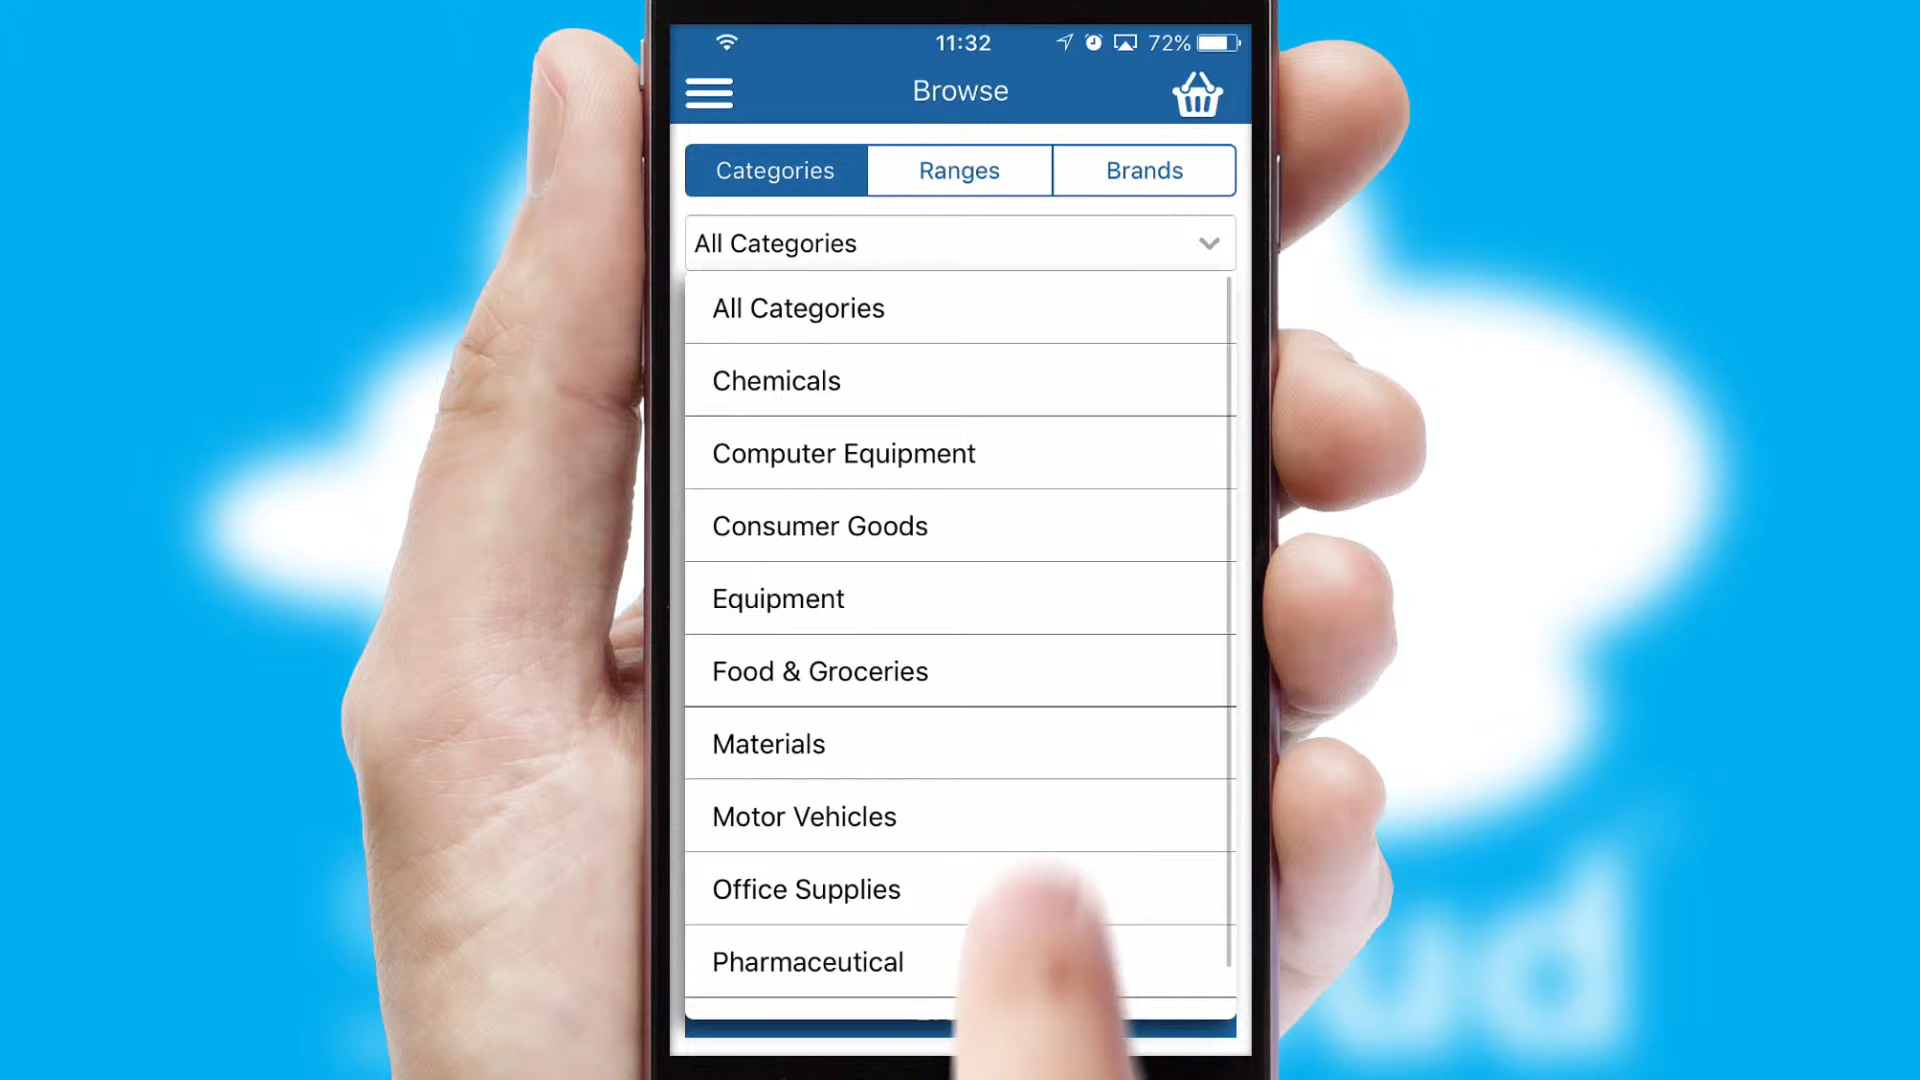 11:32
72%
Browse
Categories
Ranges
Brands
All Categories
All Categories
Chemicals
Computer Equipment
Consumer Goods
Equipment
Food & Groceries
Materials
Motor Vehicles
Office Supplies
Pharmaceutical